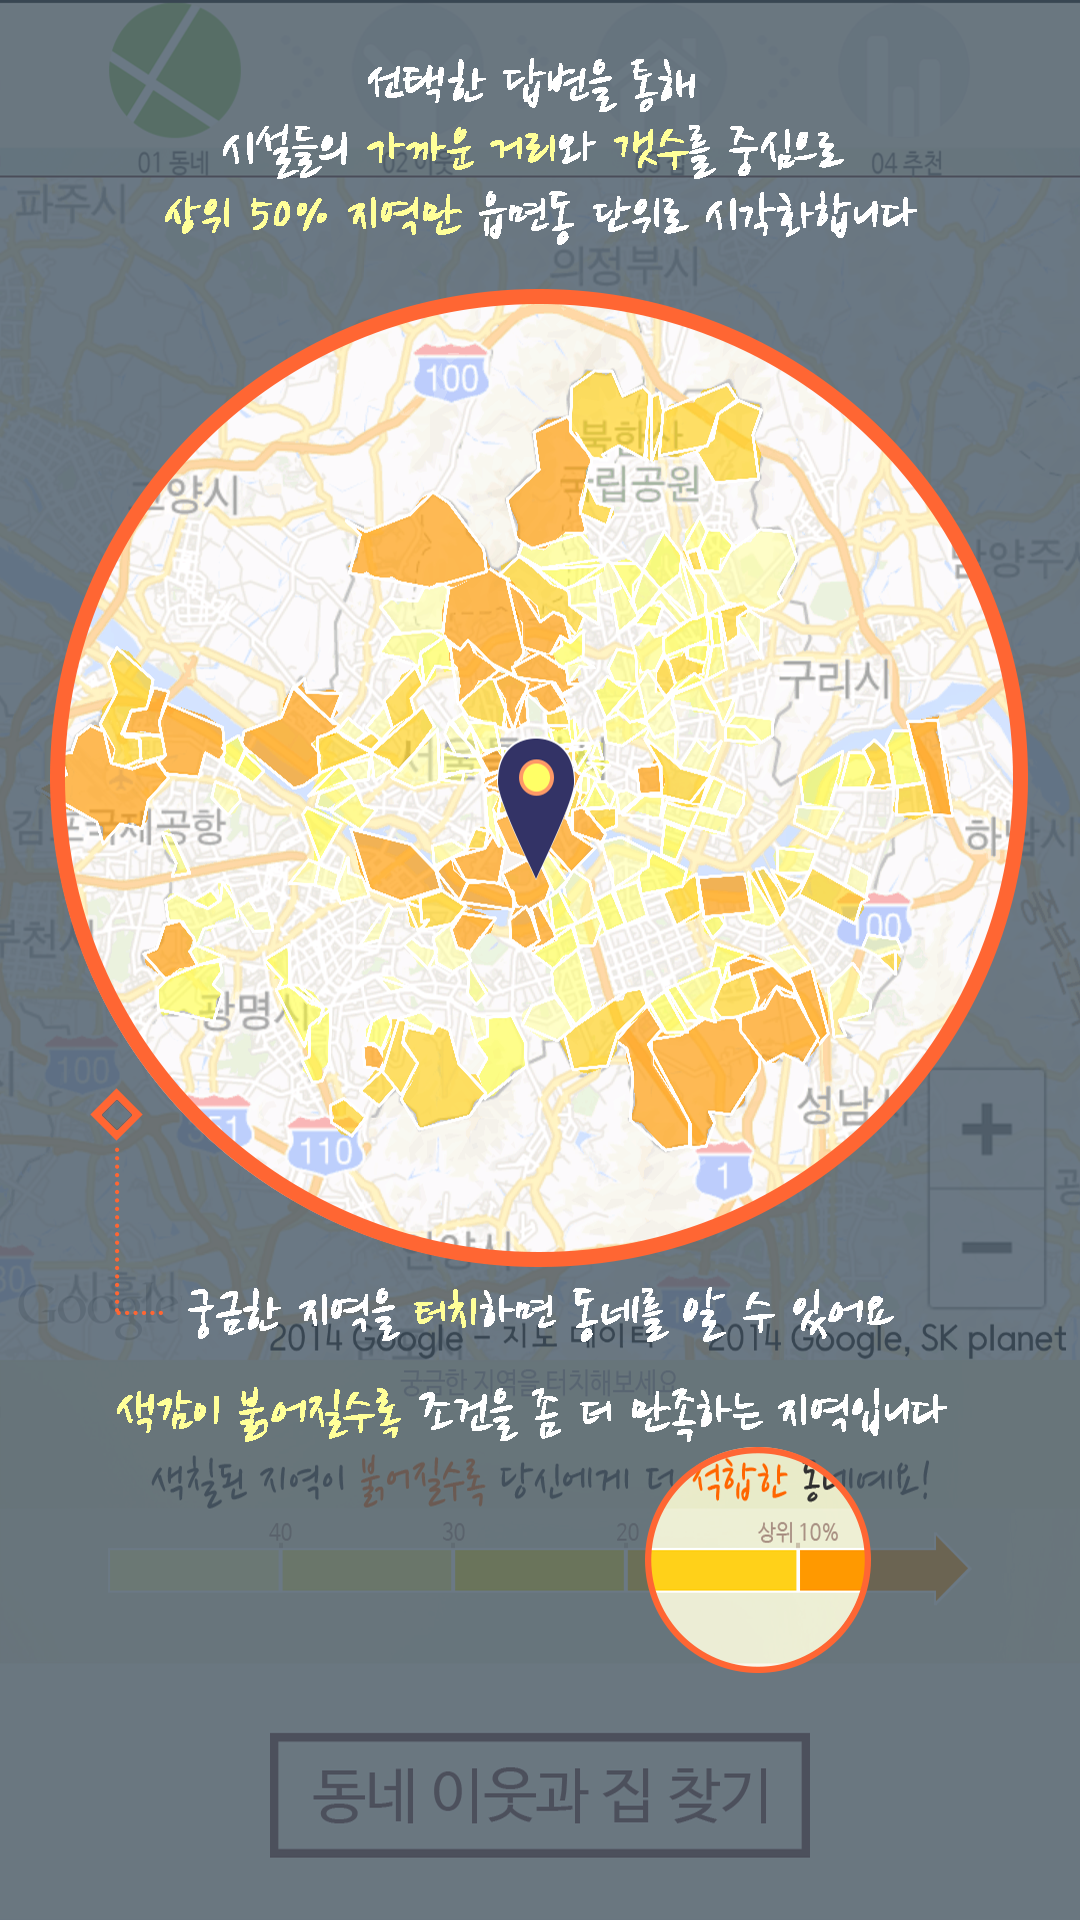 01 동네
02 이웃
03 집
04 추천
선택한 답변을 통해
시설들의 가까운 거리와 갯수를 중심으로
상위 50% 지역만 읍면동 단위로 시각화합니다
파주시
의정부시
100
북한산
국립공원
고양시
남양주시
구리시
서울특별시
김포국제공항
하남시
100
부천시
광명시
100
351
110
성남시
1
+
−
안양시
시흥시
Google
궁금한 지역을 터치하면 동네를 알 수 있어요
2014 Google - 지도 데이터
2014 Google, SK planet
궁금한 지역을 터치해보세요
색감이 붉어질수록 조건을 좀 더 만족하는 지역입니다
색칠된 지역이 붉어질수록 당신에게 더 적합한 동네예요!
40
30
20
상위 10%
동네 이웃과 집 찾기